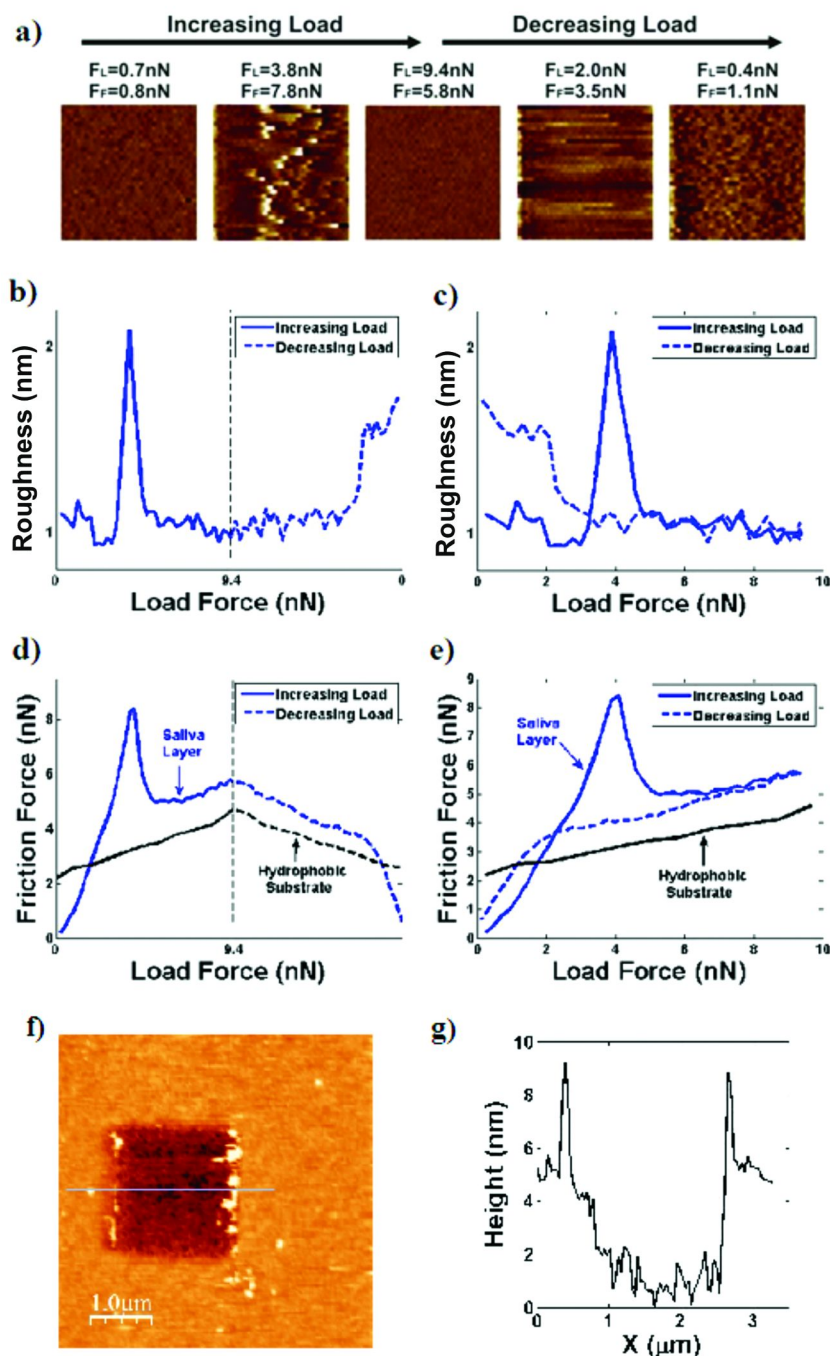 a)
Increasing Load
Decreasing Load
FL=0.7nN FL=3.8nN FL=9.4nN FL=2.0nN FL=0.4nN
FF=0.8nN FF=7.8nN FF=5.8nN FF=3.5nN FF=1.1nN
b)
Increasing Load
Decreasing Load
Roughness (nm)
2
1
0 9.4 0
Load Force (nN)
c)
Increasing Load
Decreasing Load
Roughness (nm)
2
1
0 2 4 6 8 10
Load Force (nN)
d)
Increasing Load
Decreasing Load
Friction Force (nN)
8
6
4
2
0
Saliva
Layer
Hydrophobic
Substrate
0 9.4
Load Force (nN)
e)
Increasing Load
Decreasing Load
Friction Force (nN)
9
8
7
6
5
4
3
2
1
0
Saliva
Layer
Hydrophobic
Substrate
0 2 4 6 8 10
Load Force (nN)
f)
1.0μm
g)
Height (nm)
10
8
6
4
2
0
0 1 2 3
X (μm)